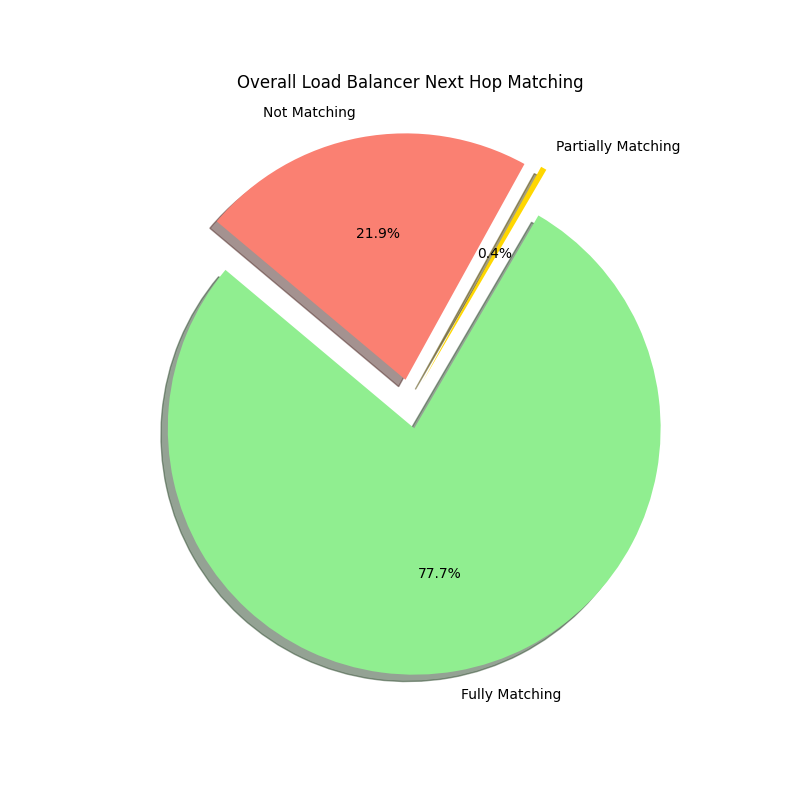 Overall Load Balancer Next Hop Matching
Not Matching
Partially Matching
21.9%
0.4%
77.7%
Fully Matching